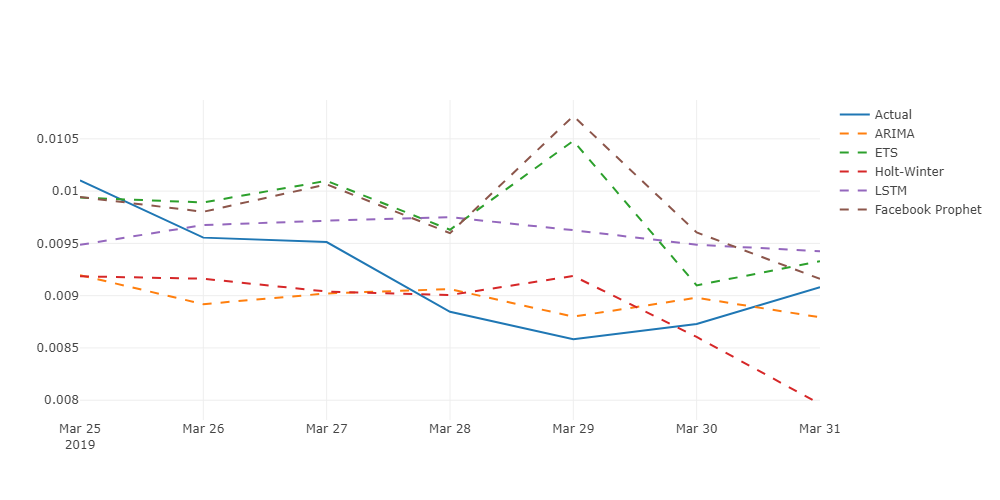 0.0105
0.01
0.0095
0.009
0.0085
0.008
Mar 25
2019
Mar 26
Mar 27
Mar 28
Mar 29
Mar 30
Mar 31
Actual
ARIMA
ETS
Holt-Winter
LSTM
Facebook Prophet